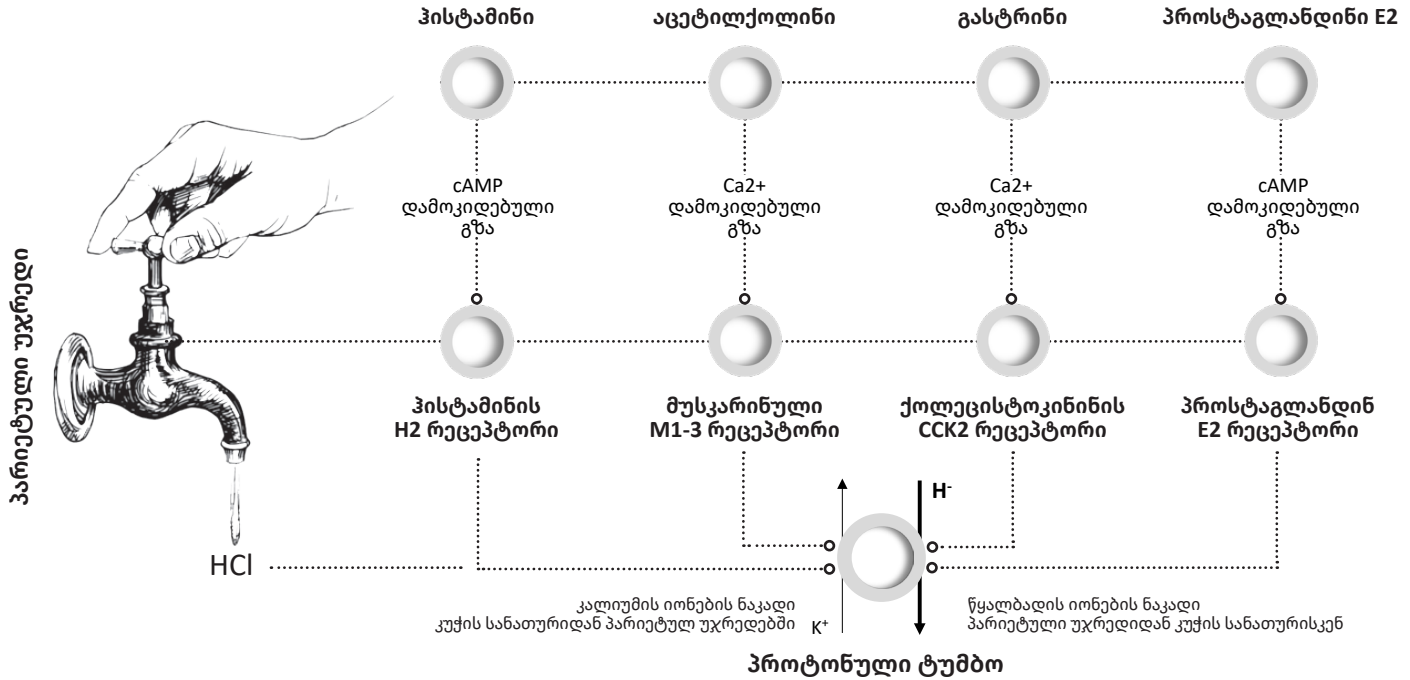 ჰისტამინი
აცეტილქოლინი
გასტრინი
პროსტაგლანდინი E2
cAMP
დამოკიდებული
გზა
Ca2+
დამოკიდებული
გზა
Ca2+
დამოკიდებული
გზა
cAMP
დამოკიდებული
გზა
პარიეტული უჯრედი
ჰისტამინის
H2 რეცეპტორი
მუსკარინული
M1-3 რეცეპტორი
ქოლეცისტოკინინის
CCK2 რეცეპტორი
პროსტაგლანდინ
E2 რეცეპტორი
H-
HCl
კალიუმის იონების ნაკადი
კუჭის სანათურიდან პარიეტულ უჯრედებში
K+
წყალბადის იონების ნაკადი
პარიეტული უჯრედიდან კუჭის სანათურისკენ
პროტონული ტუმბო